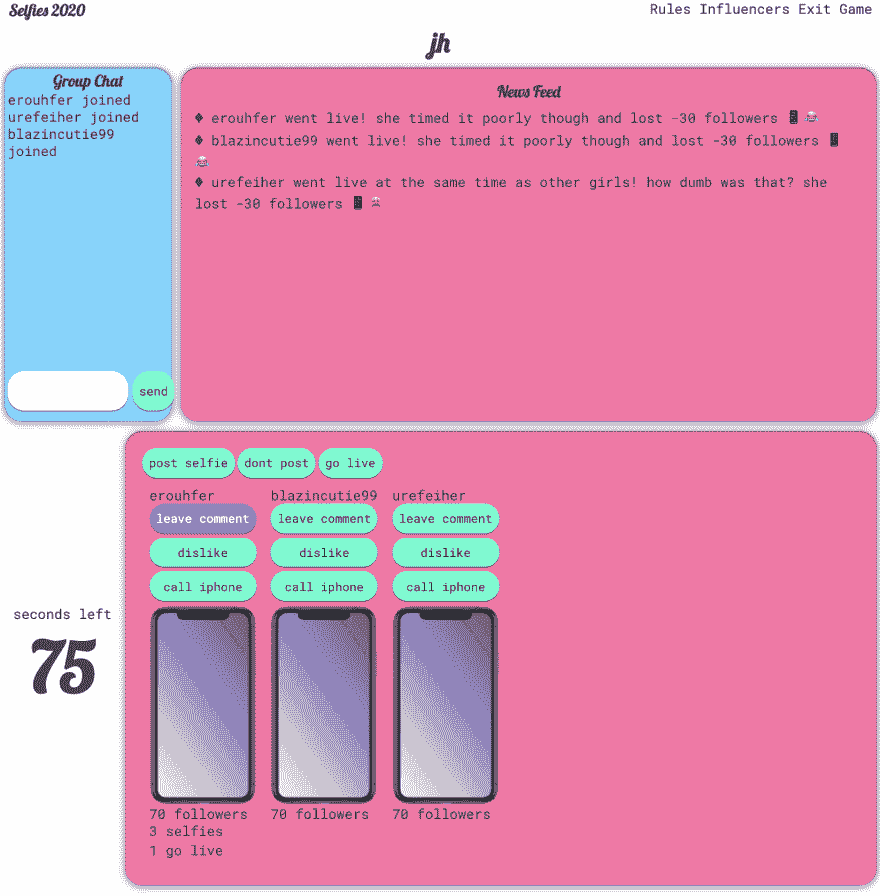 Selfies 2020
Rules Influencers Exit Game
jh
Group Chat
erouhfer joined
urefeiher joined
blazincutie99
joined
send
News Feed
♦ erouhfer went live! she timed it poorly though and lost -30 followers 📱 🤷
♦ blazincutie99 went live! she timed it poorly though and lost -30 followers 📱
🤷
♦ urefeiher went live at the same time as other girls! how dumb was that? she
lost -30 followers 📱 🤷
post selfie dont post go live
erouhfer blazincutie99 urefeiher
leave comment leave comment leave comment
dislike dislike dislike
call iphone call iphone call iphone
seconds left
75
70 followers 70 followers 70 followers
3 selfies
1 go live